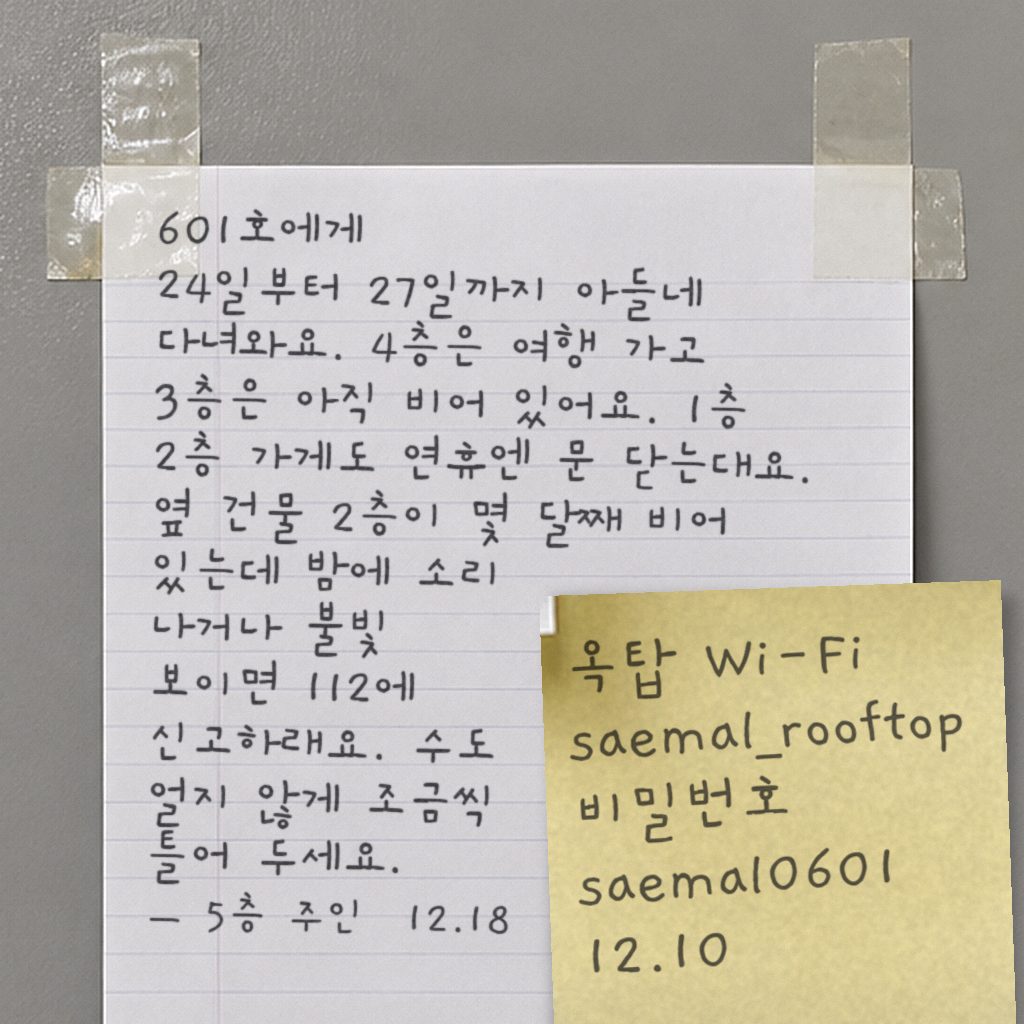 601호에게
24일부터 27일까지 아들네
다녀와요. 4층은 여행 가고
3층은 아직 비어 있어요. 1층
2층 가게도 연휴엔 문 닫는대요.
옆 건물 2층이 몇 달째 비어
있는데 밤에 소리
나거나 불빛
보이면 112에
신고하래요. 수도
얼지 않게 조금씩
틀어 두세요.
— 5층 주인 12.18
옥탑 Wi-Fi
saemal_rooftop
비밀번호
saemal0601
12.10